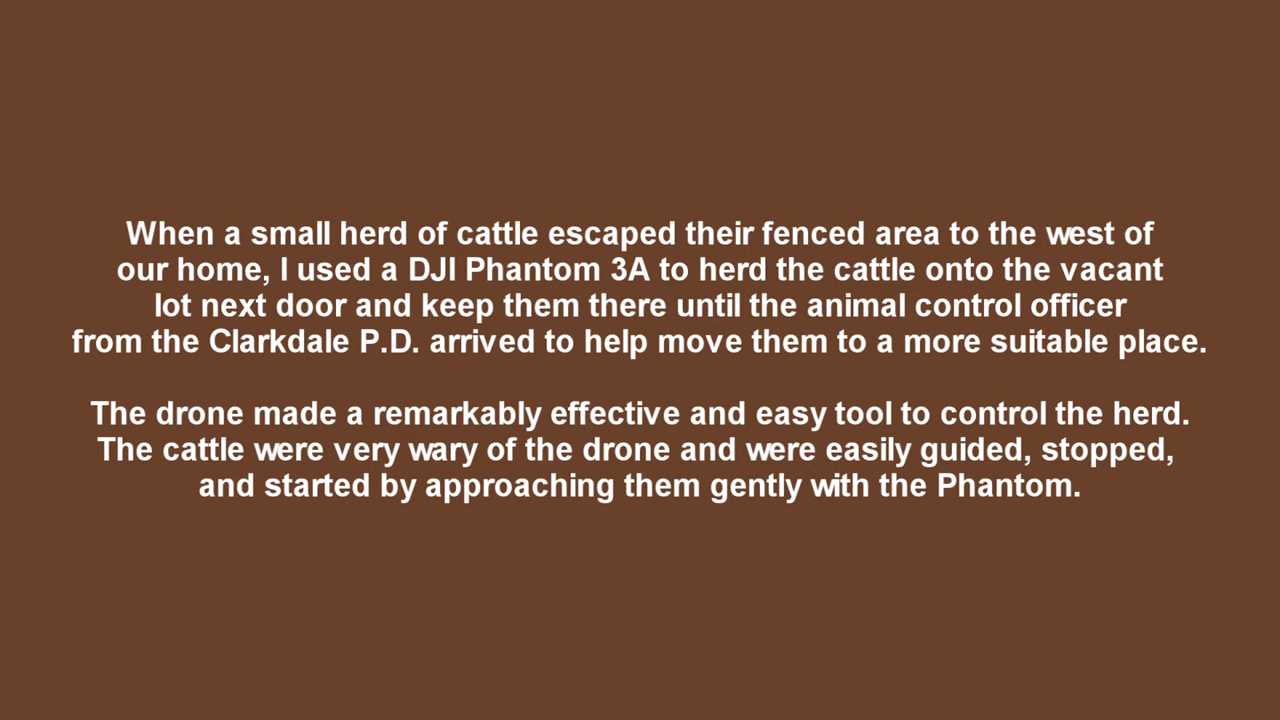 When a small herd of cattle escaped their fenced area to the west of
our home, I used a DJI Phantom 3A to herd the cattle onto the vacant
lot next door and keep them there until the animal control officer
from the Clarkdale P.D. arrived to help move them to a more suitable place.
The drone made a remarkably effective and easy tool to control the herd.
The cattle were very wary of the drone and were easily guided, stopped,
and started by approaching them gently with the Phantom.